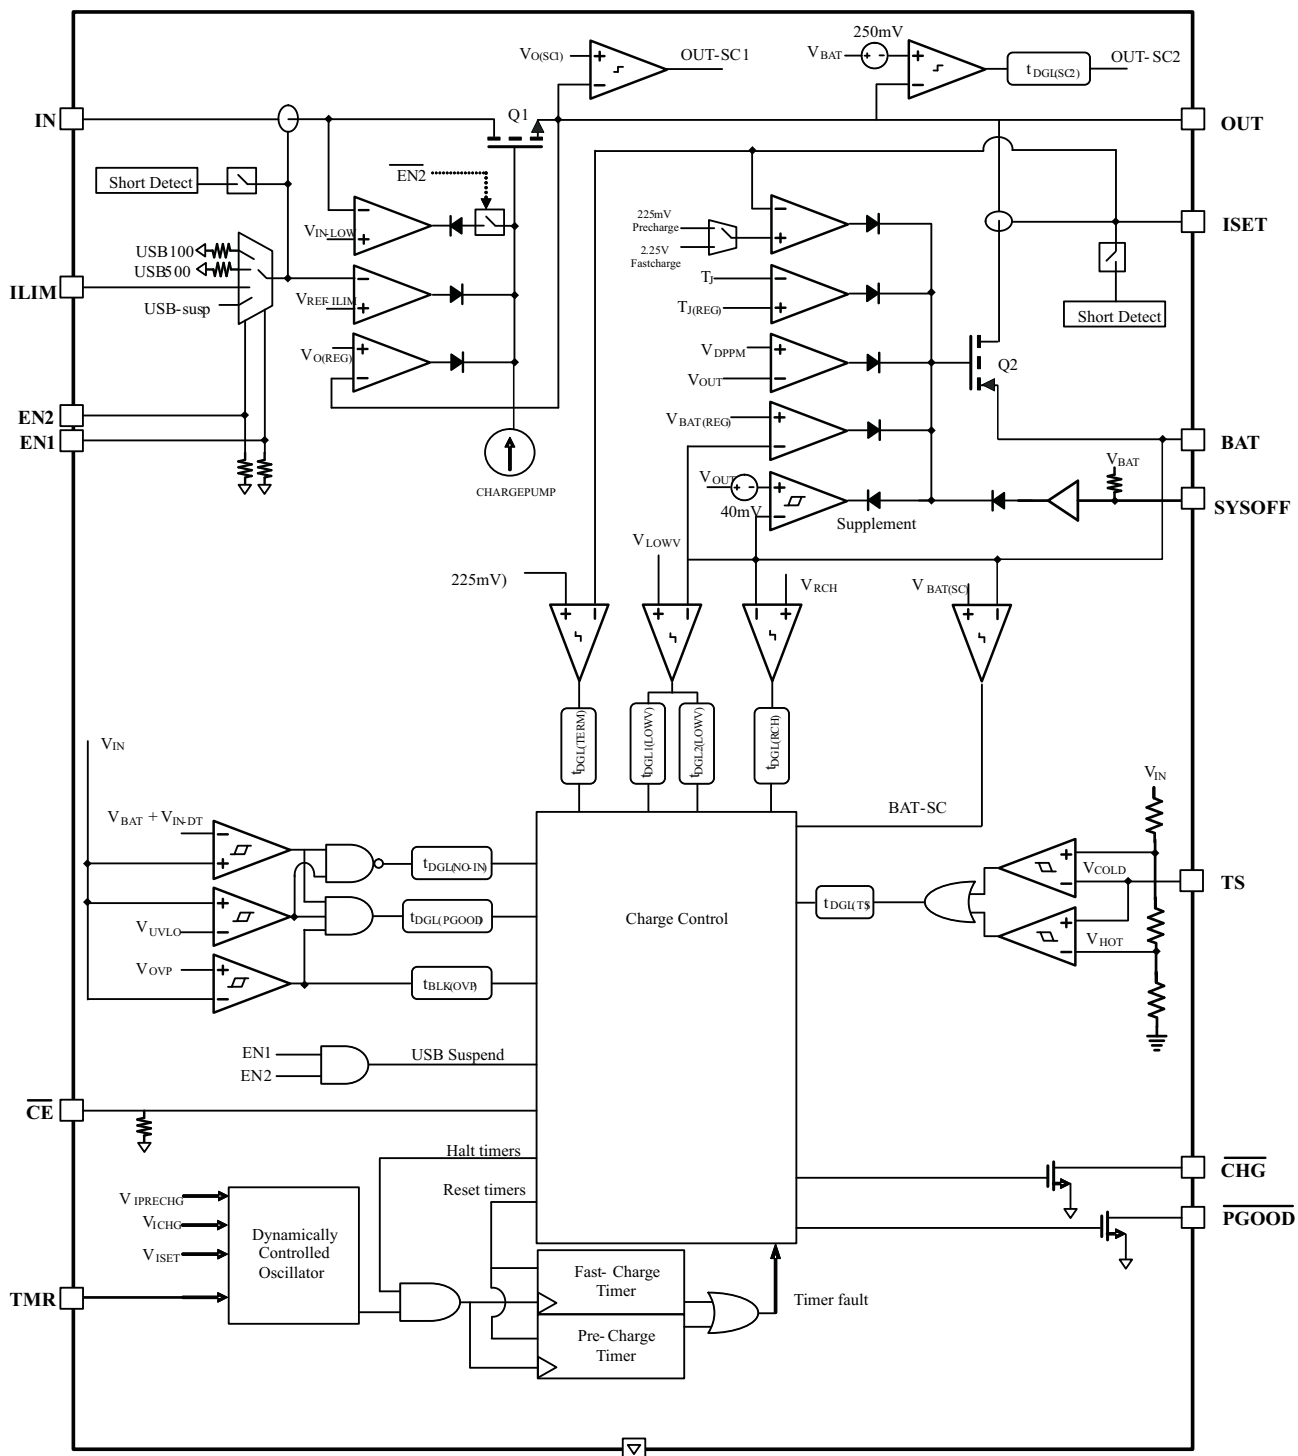 250mV
VO(SC1)
OUT-SC1
VBAT
tDGL(SC2)
OUT-SC2
IN
Q1
OUT
Short Detect
EN2
225mV
Precharge
2.25V
Fastcharge
VIN-LOW
ISET
USB100
USB500
ILIM
USB-susp
VREF-ILIM
TJ
TJ(REG)
Short Detect
VO(REG)
VDPPM
VOUT
Q2
EN2
EN1
VBAT(REG)
BAT
VBAT
VOUT
40mV
Supplement
SYSOFF
CHARGEPUMP
VLOWV
225mV)
VRCH
VBAT(SC)
tDGL(TERM)
tDGL1(LOWV)
tDGL2(LOWV)
tDGL(RCH)
VIN
VIN
BAT-SC
VBAT + VIN-DT
tDGL(NO-IN)
VCOLD
TS
tDGL(PGOOD)
Charge Control
tDGL(TS)
VUVLO
VHOT
VOVP
tBLK(OVP)
EN1
EN2
USB Suspend
CE
Halt timers
Reset timers
CHG
PGOOD
VIPRECHG
VICHG
VISET
Dynamically
Controlled
Oscillator
TMR
Fast-Charge
Timer
Timer fault
Pre-Charge
Timer